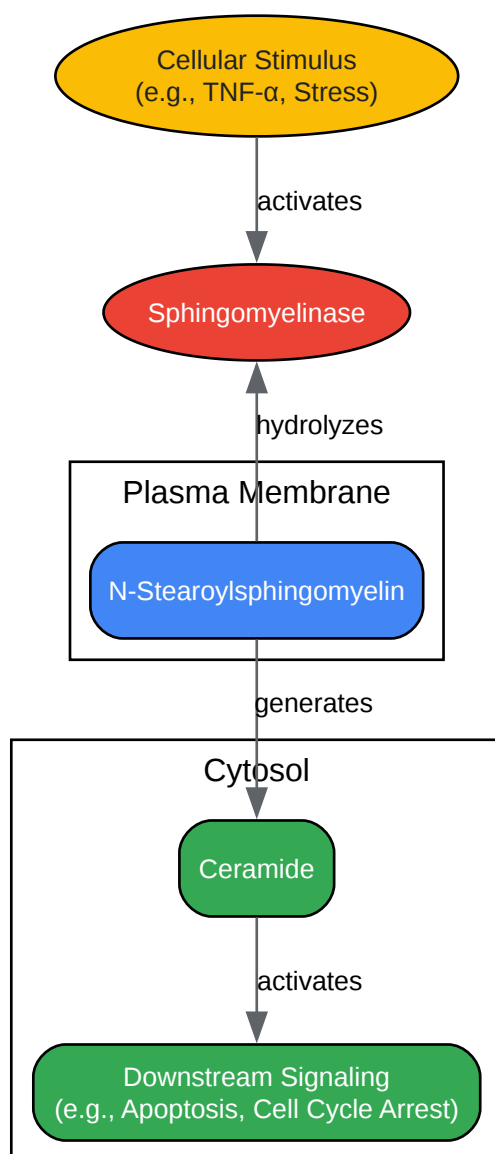 Cellular Stimulus
(e.g., TNF-α, Stress)
activates
Sphingomyelinase
hydrolyzes
Plasma Membrane
N-Stearoylsphingomyelin
generates
Cytosol
Ceramide
activates
Downstream Signaling
(e.g., Apoptosis, Cell Cycle Arrest)